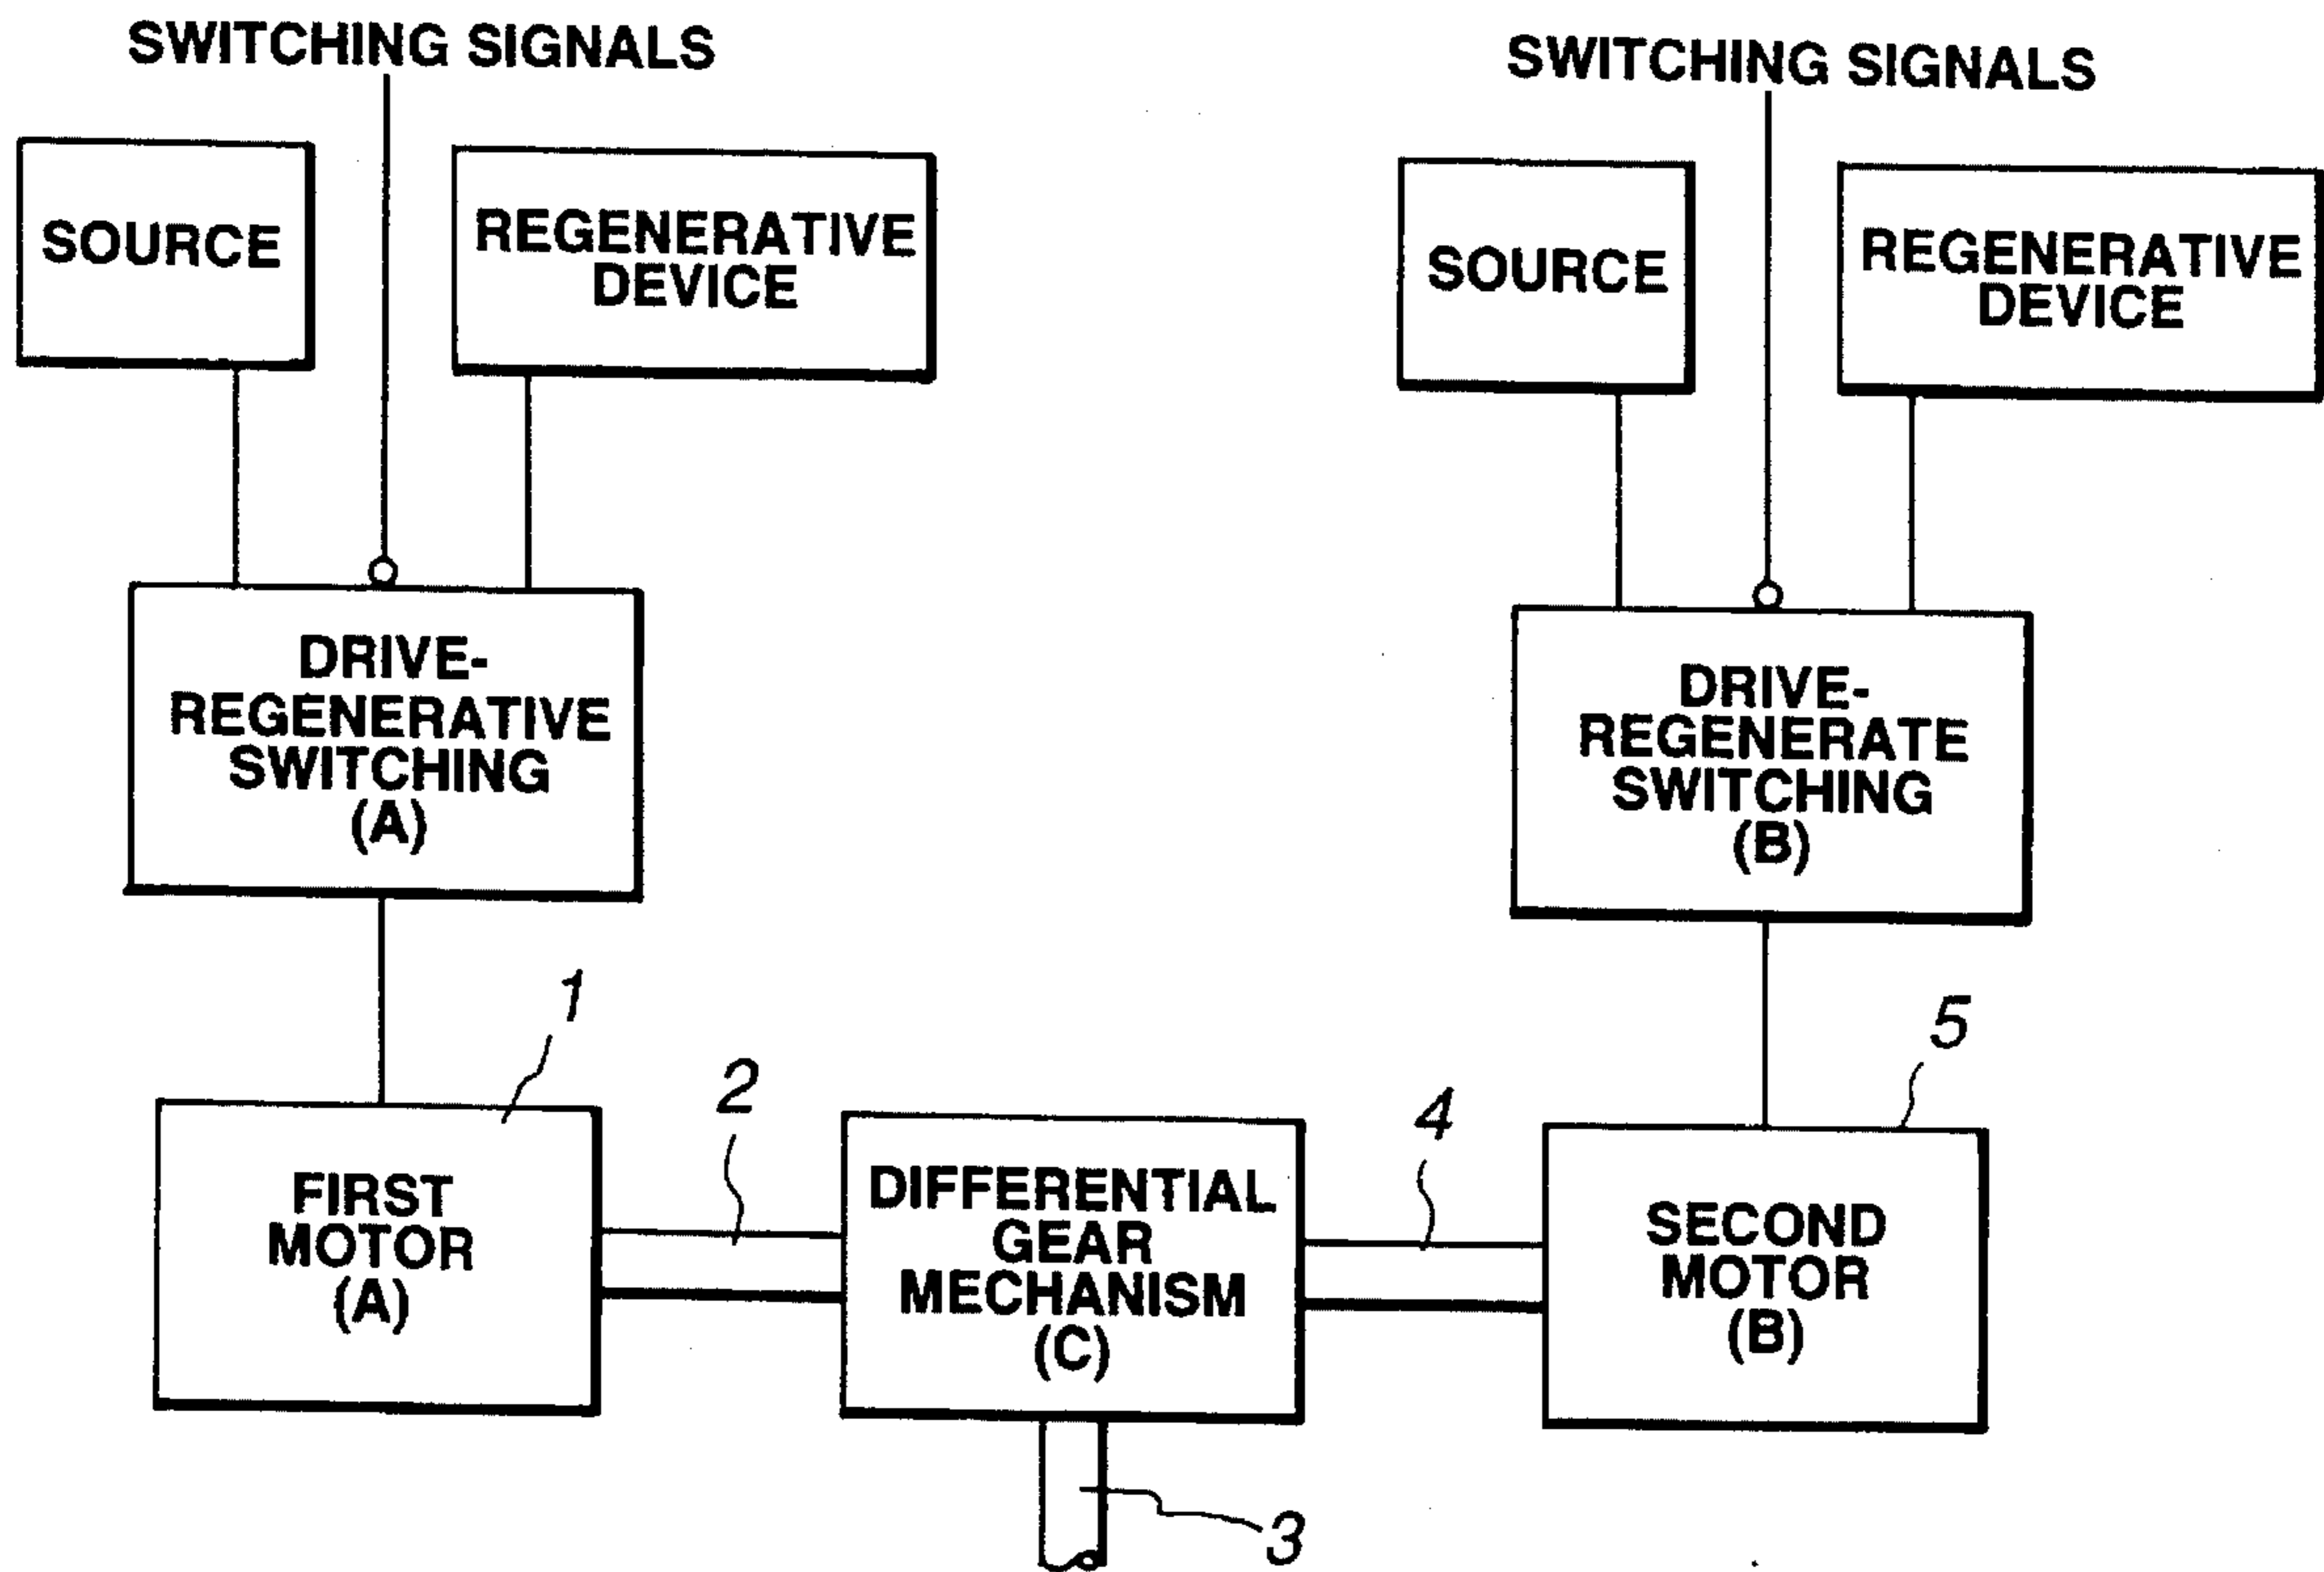 SWITCHING SIGNALS
SOURCE
REGENERATIVE
DEVICE
DRIVE-
REGENERATIVE
SWITCHING
(A)
1
FIRST
MOTOR
(A)
2
DIFFERENTIAL
GEAR
MECHANISM
(C)
3
SWITCHING SIGNALS
SOURCE
REGENERATIVE
DEVICE
DRIVE-
REGENERATE
SWITCHING
(B)
4
5
SECOND
MOTOR
(B)